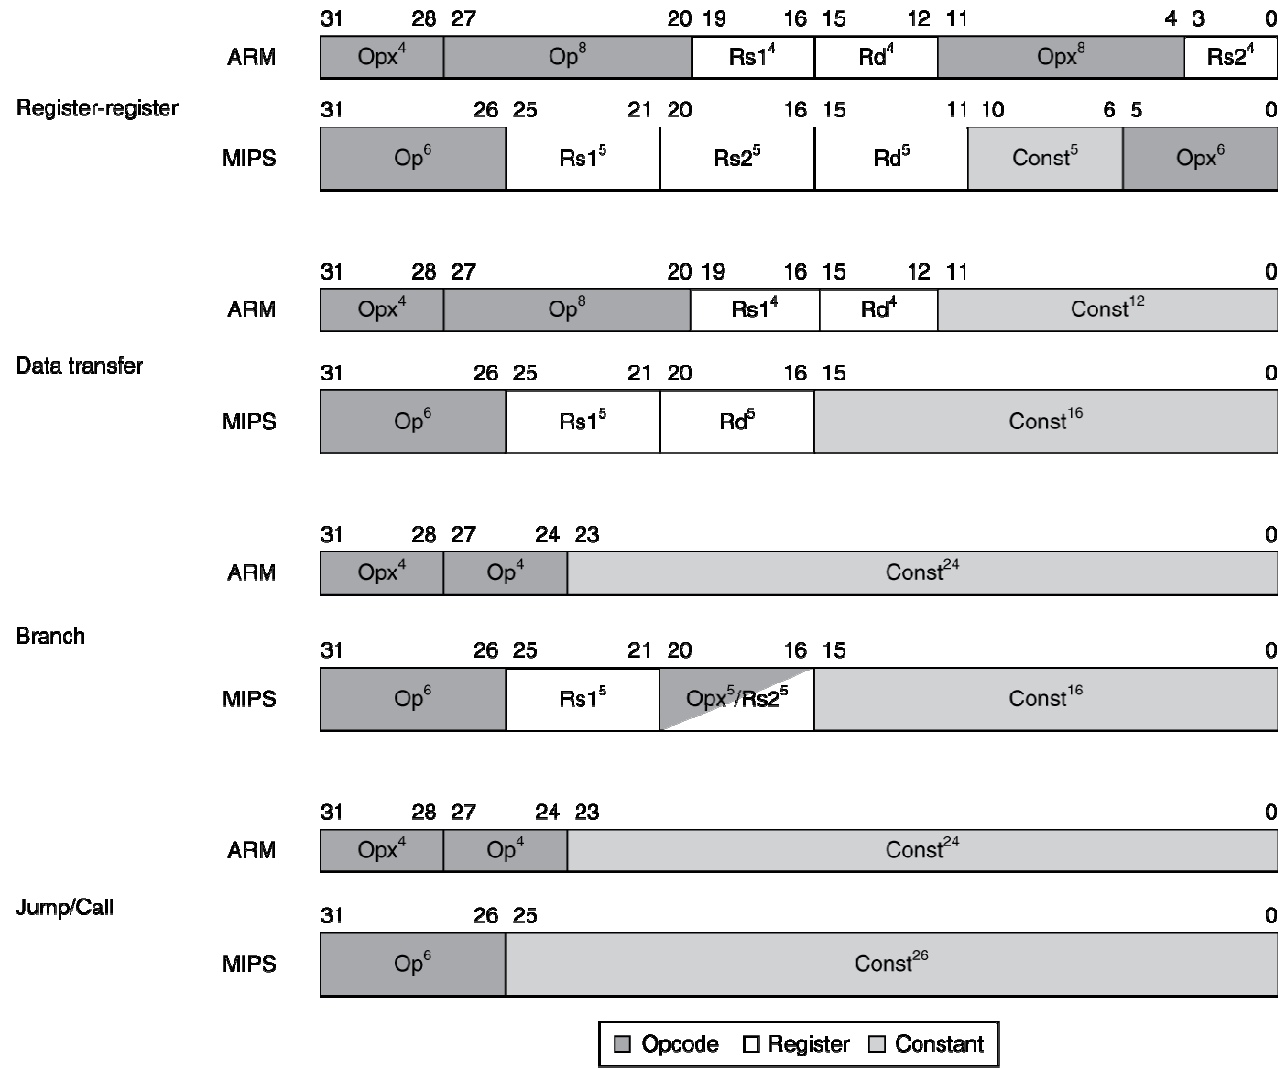 31 28 27 20 19 16 15 12 11 4 3 0
ARM Opx4 Op8 Rs14 Rd4 Opx8 Rs24
Register-register
31 26 25 21 20 16 15 11 10 6 5 0
MIPS Op6 Rs15 Rs25 Rd5 Const5 Opx6
31 28 27 20 19 16 15 12 11 0
ARM Opx4 Op8 Rs14 Rd4 Const12
Data transfer
31 26 25 21 20 16 15 0
MIPS Op6 Rs15 Rd5 Const16
31 28 27 24 23 0
ARM Opx4 Op4 Const24
Branch
31 26 25 21 20 16 15 0
MIPS Op6 Rs15 Opx5/Rs25 Const16
31 28 27 24 23 0
ARM Opx4 Op4 Const24
Jump/Call
31 26 25 0
MIPS Op6 Const26
Opcode Register Constant